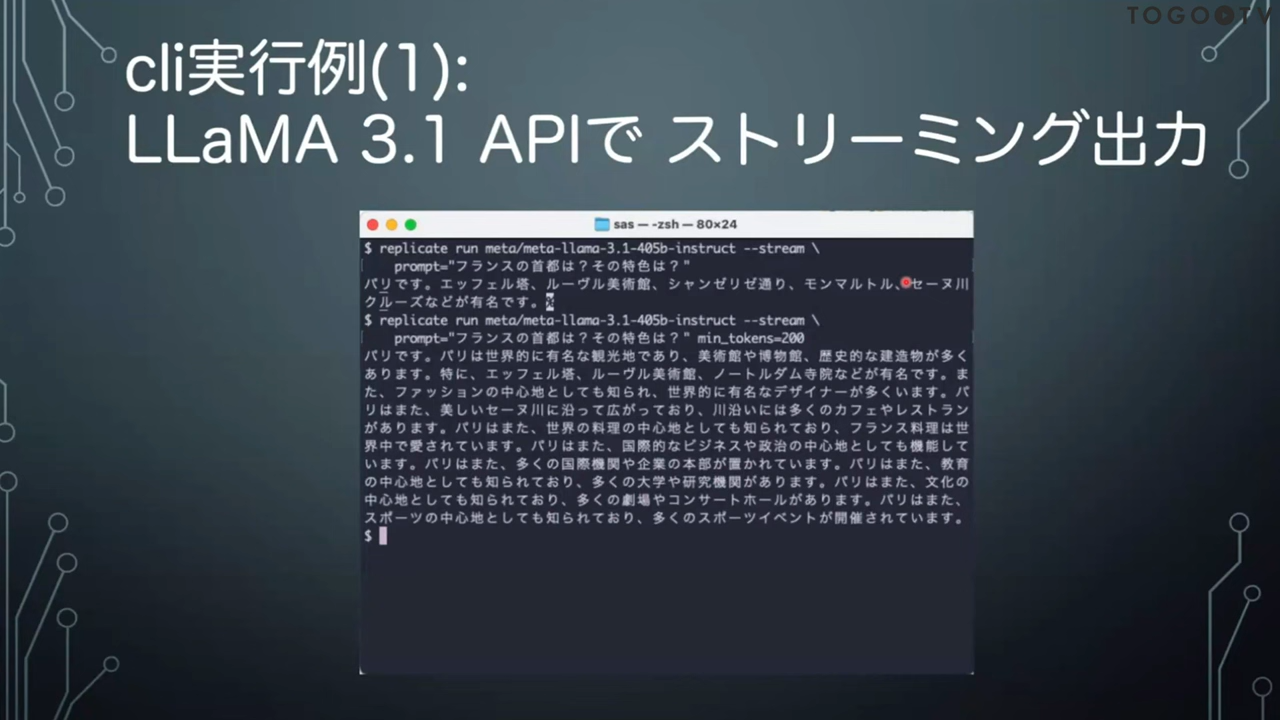 TOGOTV
cli実行例(1):
LLaMA 3.1 APIで ストリーミング出力
sas — -zsh — 80×24
$ replicate run meta/meta-llama-3.1-405b-instruct --stream \
prompt="フランスの首都は？その特色は？"
パリです。エッフェル塔、ルーヴル美術館、シャンゼリゼ通り、モンマルトル、セーヌ川
クルーズなどが有名です。%
$ replicate run meta/meta-llama-3.1-405b-instruct --stream \
prompt="フランスの首都は？その特色は？" min_tokens=200
パリです。パリは世界的に有名な観光地であり、美術館や博物館、歴史的な建造物が多く
あります。特に、エッフェル塔、ルーヴル美術館、ノートルダム寺院などが有名です。ま
た、ファッションの中心地としても知られ、世界的に有名なデザイナーが多くいます。パ
リはまた、美しいセーヌ川に沿って広がっており、川沿いには多くのカフェやレストラン
があります。パリはまた、世界の料理の中心地としても知られており、フランス料理は世
界中で愛されています。パリはまた、国際的なビジネスや政治の中心地としても機能して
います。パリはまた、多くの国際機関や企業の本部が置かれています。パリはまた、教育
の中心地としても知られており、多くの大学や研究機関があります。パリはまた、文化の
中心地としても知られており、多くの劇場やコンサートホールがあります。パリはまた、
スポーツの中心地としても知られており、多くのスポーツイベントが開催されています。
$